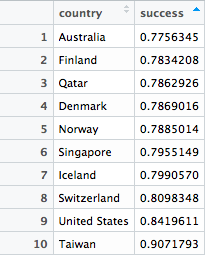 country success
1 Australia 0.7756345
2 Finland 0.7834208
3 Qatar 0.7862926
4 Denmark 0.7869016
5 Norway 0.7885014
6 Singapore 0.7955149
7 Iceland 0.7990570
8 Switzerland 0.8098348
9 United States 0.8419611
10 Taiwan 0.9071793